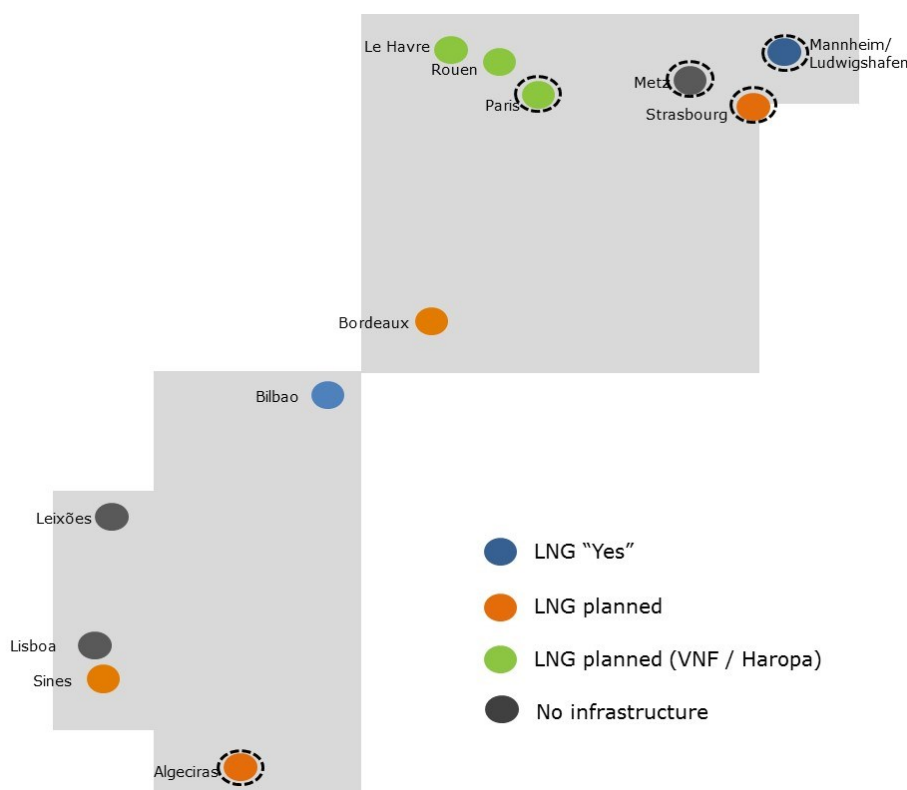 Le Havre
Rouen
Paris
Metz
Strasbourg
Mannheim/
Ludwigshafen
Bordeaux
Bilbao
Leixões
Lisboa
Sines
Algeciras
LNG “Yes”
LNG planned
LNG planned (VNF / Haropa)
No infrastructure